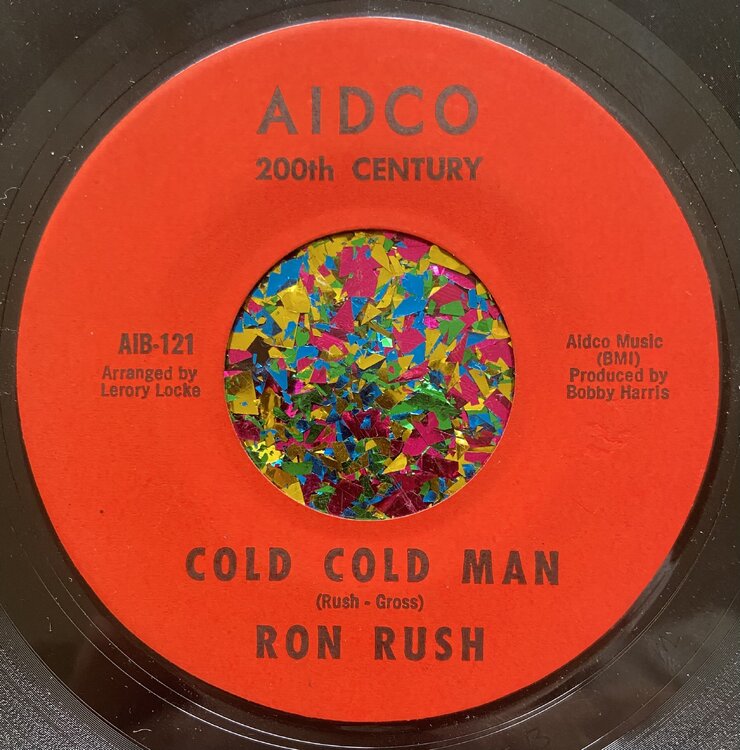 AIDCO
200th CENTURY
AIB-121
Arranged by
Lerory Locke
Aidco Music
(BMI)
Produced by
Bobby Harris
COLD COLD MAN
(Rush - Gross)
RON RUSH